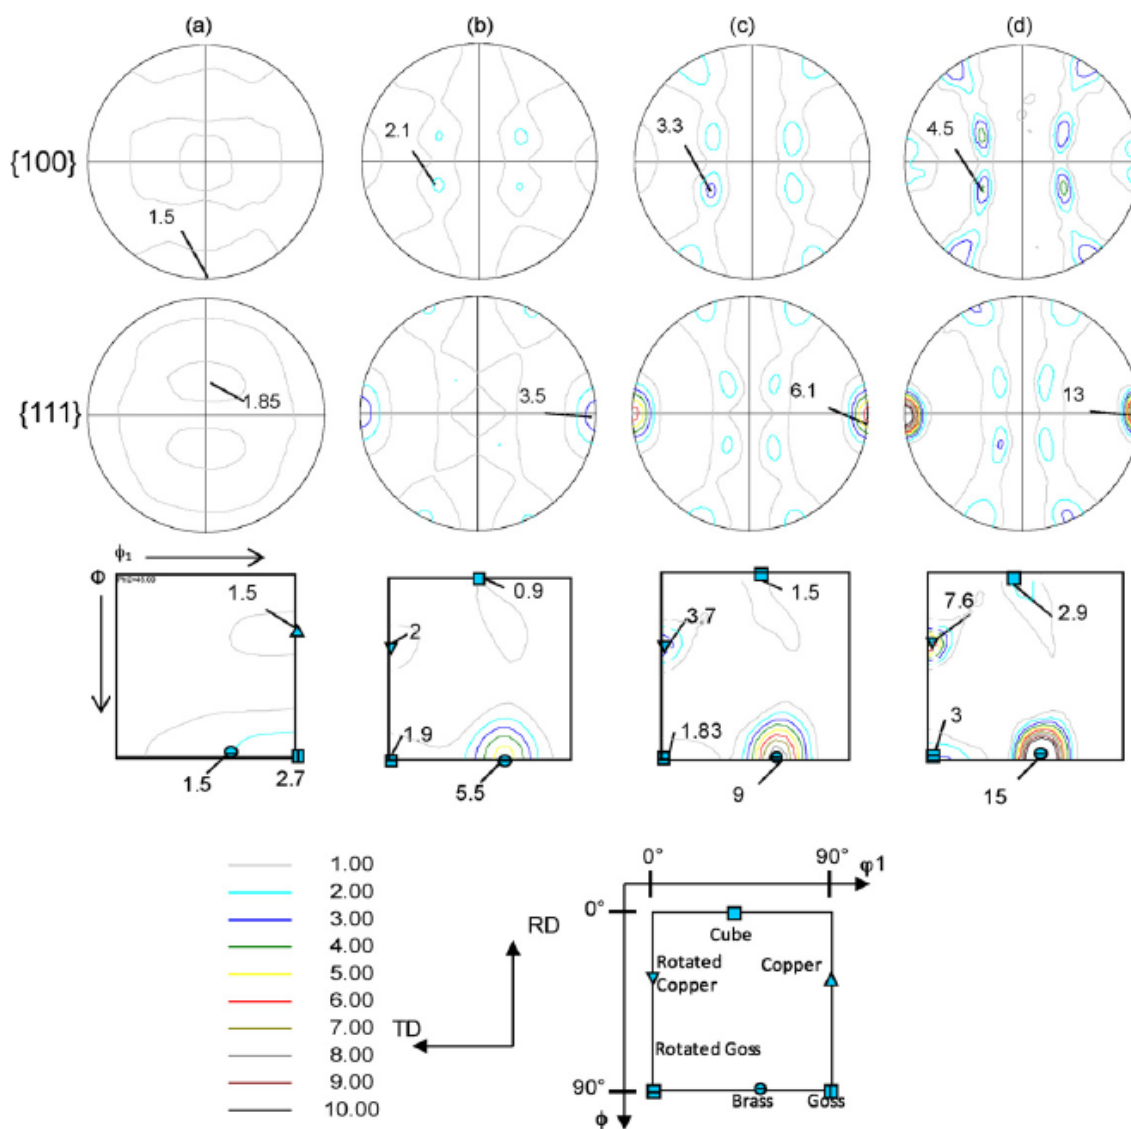 (a) (b) (c) (d)
{100}
1.5 2.1 3.3 4.5
{111}
1.85 3.5 6.1 13
ϕ₁
Φ
1.5 0.9 1.5 2.9
2 3.7 7.6
1.9 1.83 3
1.5 2.7 5.5 9 15
1.00
2.00
3.00
4.00
5.00
6.00
7.00
8.00
9.00
10.00
RD
TD
0° 90° φ1
0°
Cube
Rotated Copper
Copper
Rotated Goss
90°
Brass Goss
ϕ